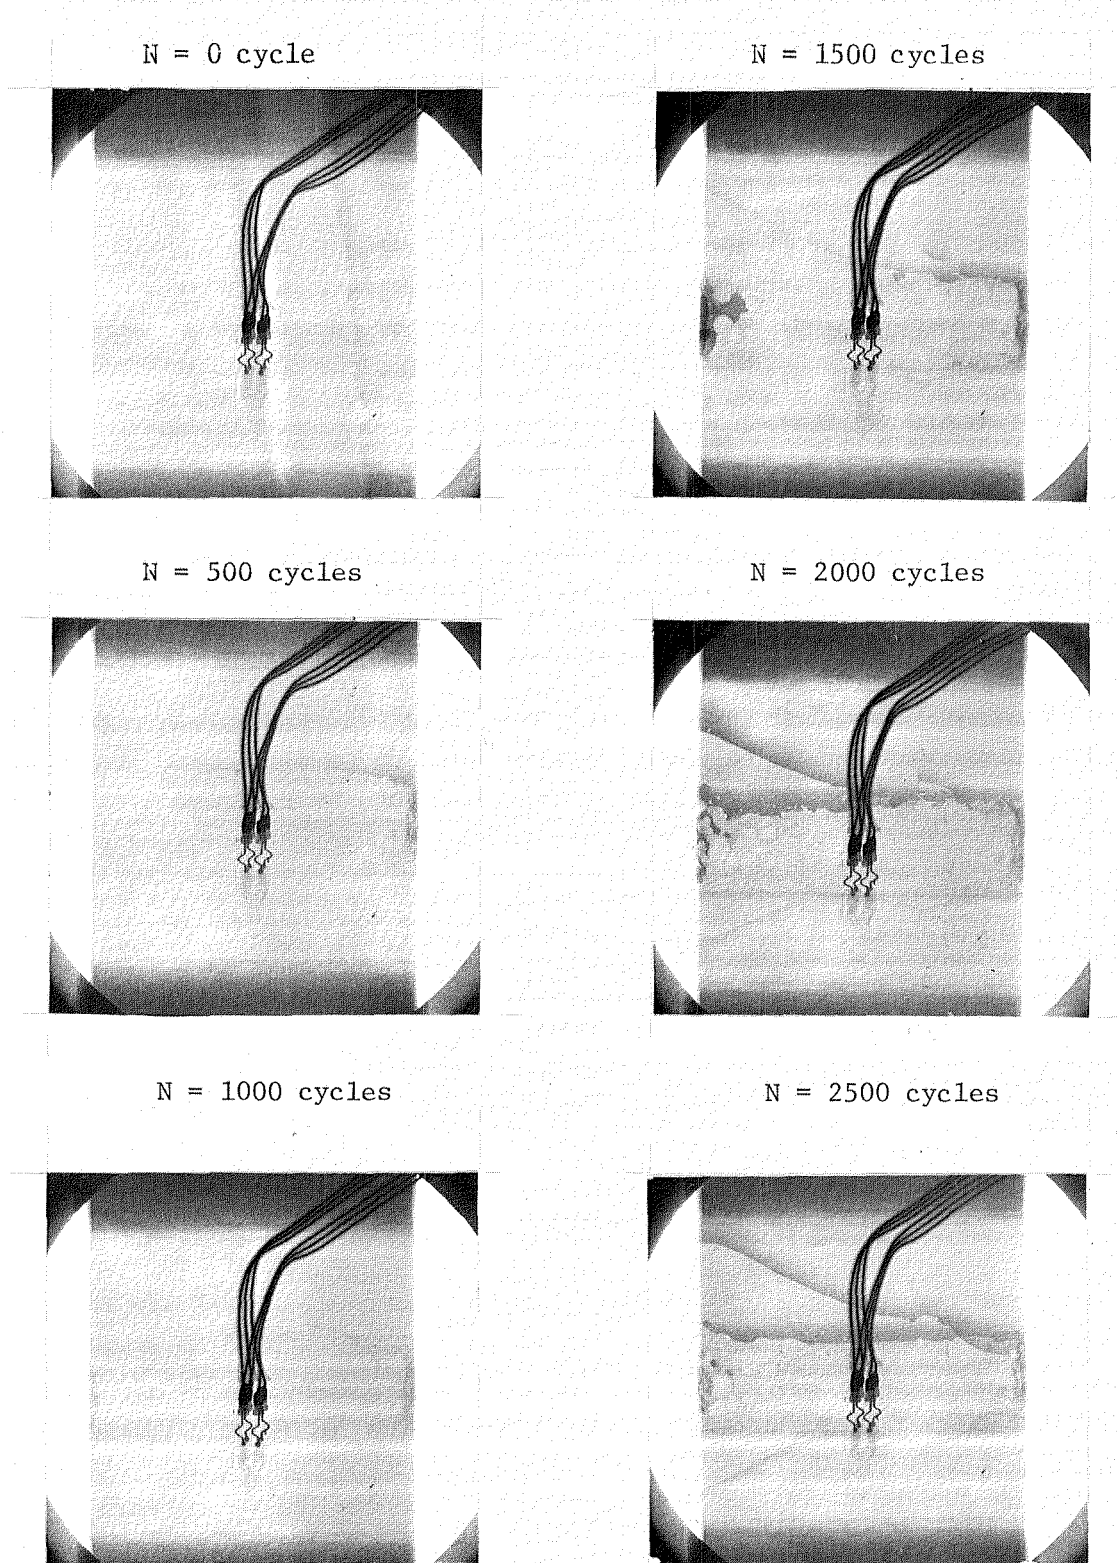 N = 0 cycle
N = 1500 cycles
N = 500 cycles
N = 2000 cycles
N = 1000 cycles
N = 2500 cycles